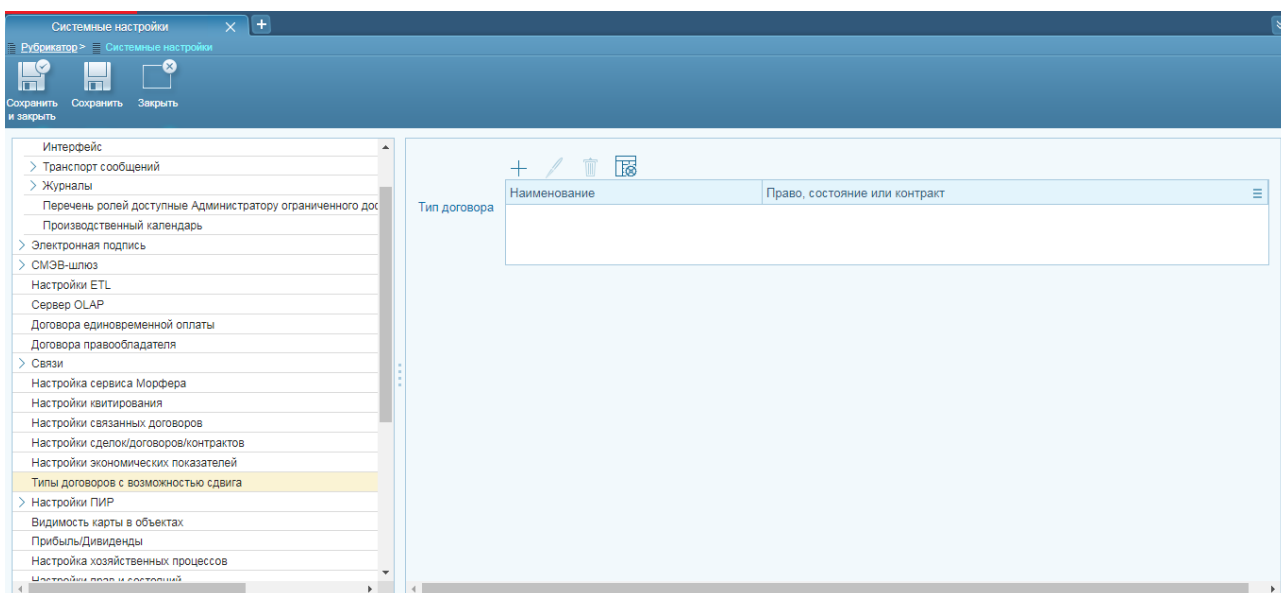 Системные настройки
Рубрикатор > Системные настройки
Сохранить и закрыть
Сохранить
Закрыть
Интерфейс
Транспорт сообщений
Журналы
Перечень ролей доступные Администратору ограниченного дос
Производственный календарь
Электронная подпись
СМЭВ-шлюз
Настройки ETL
Сервер OLAP
Договора единовременной оплаты
Договора правообладателя
Связи
Настройка сервиса Морфера
Настройки квитирования
Настройки связанных договоров
Настройки сделок/договоров/контрактов
Настройки экономических показателей
Типы договоров с возможностью сдвига
Настройки ПИР
Видимость карты в объектах
Прибыль/Дивиденды
Настройка хозяйственных процессов
Настройки прав и состояний
Тип договора
Наименование
Право, состояние или контракт